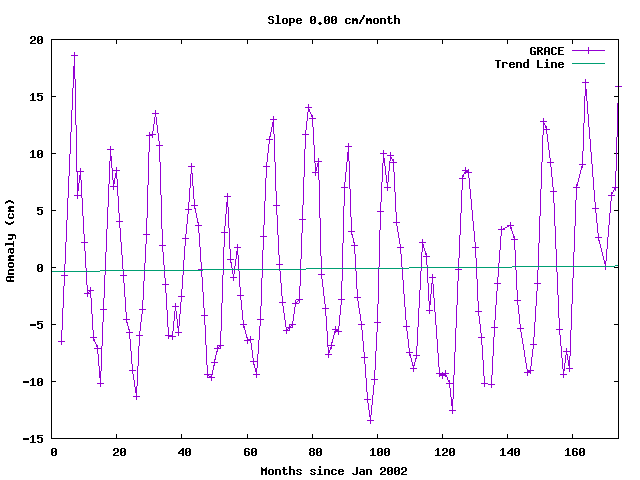 Slope 0.00 cm/month
GRACE
Trend Line
20
15
10
5
0
-5
-10
-15
Anomaly (cm)
0 20 40 60 80 100 120 140 160
Months since Jan 2002